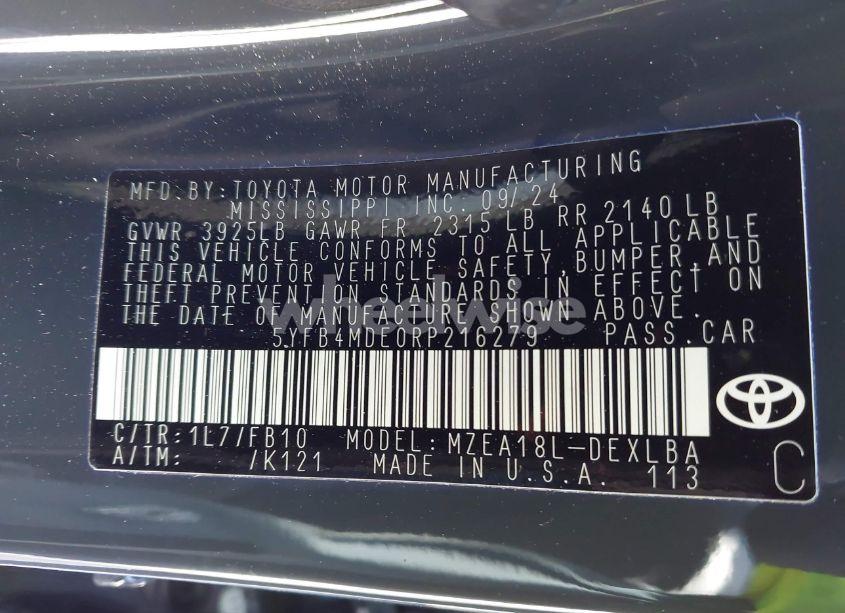 MFD.BY:TOYOTA MOTOR MANUFACTURING
MISSISSIPPI INC. 09/24
GVWR 3925LB GAWR FR 2315 LB RR 2140 LB
THIS VEHICLE CONFORMS TO ALL APPLICABLE
FEDERAL MOTOR VEHICLE SAFETY,BUMPER,AND
THEFT PREVENTION STANDARDS IN EFFECT ON
THE DATE OF MANUFACTURE SHOWN ABOVE.
wheelwise
5YFB4MDE0RP216279 PASS.CAR
C/TR:1L7/FB10 MODEL:MZEA18L-DEXLBA
A/TM: /K121 MADE IN U.S.A. 113
C